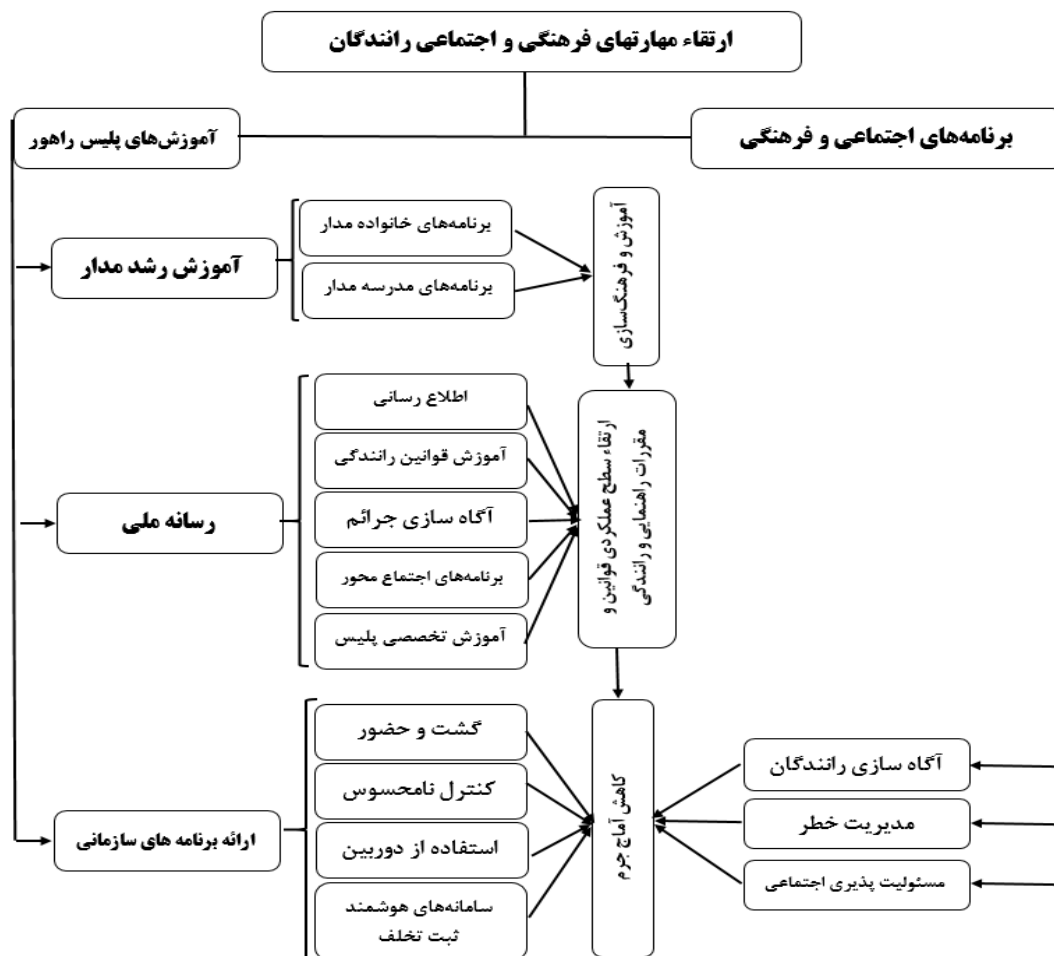 ارتقاء مهارتهای فرهنگی و اجتماعی رانندگان
برنامه‌های اجتماعی و فرهنگی
آموزش‌های پلیس راهور
آموزش و فرهنگ‌سازی
برنامه‌های خانواده مدار
برنامه‌های مدرسه مدار
آموزش رشد مدار
ارتقاء سطح عملکردی قوانین و
مقررات راهنمایی و رانندگی
اطلاع رسانی
آموزش قوانین رانندگی
آگاه سازی جرائم
برنامه‌های اجتماع محور
آموزش تخصصی پلیس
رسانه ملی
آگاه سازی رانندگان
مدیریت خطر
مسئولیت پذیری اجتماعی
کاهش آماج جرم
گشت و حضور
کنترل نامحسوس
استفاده از دوربین
سامانه‌های هوشمند
ثبت تخلف
ارائه برنامه های سازمانی